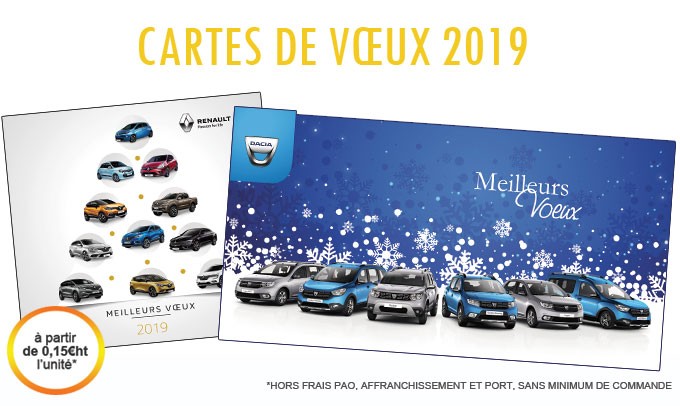 CARTES DE VŒUX 2019
RENAULT
Passion for life
MEILLEURS VŒUX
2019
DACIA
Meilleurs
Voeux
à partir
de 0,15€ht
l'unité*
*HORS FRAIS PAO, AFFRANCHISSEMENT ET PORT, SANS MINIMUM DE COMMANDE